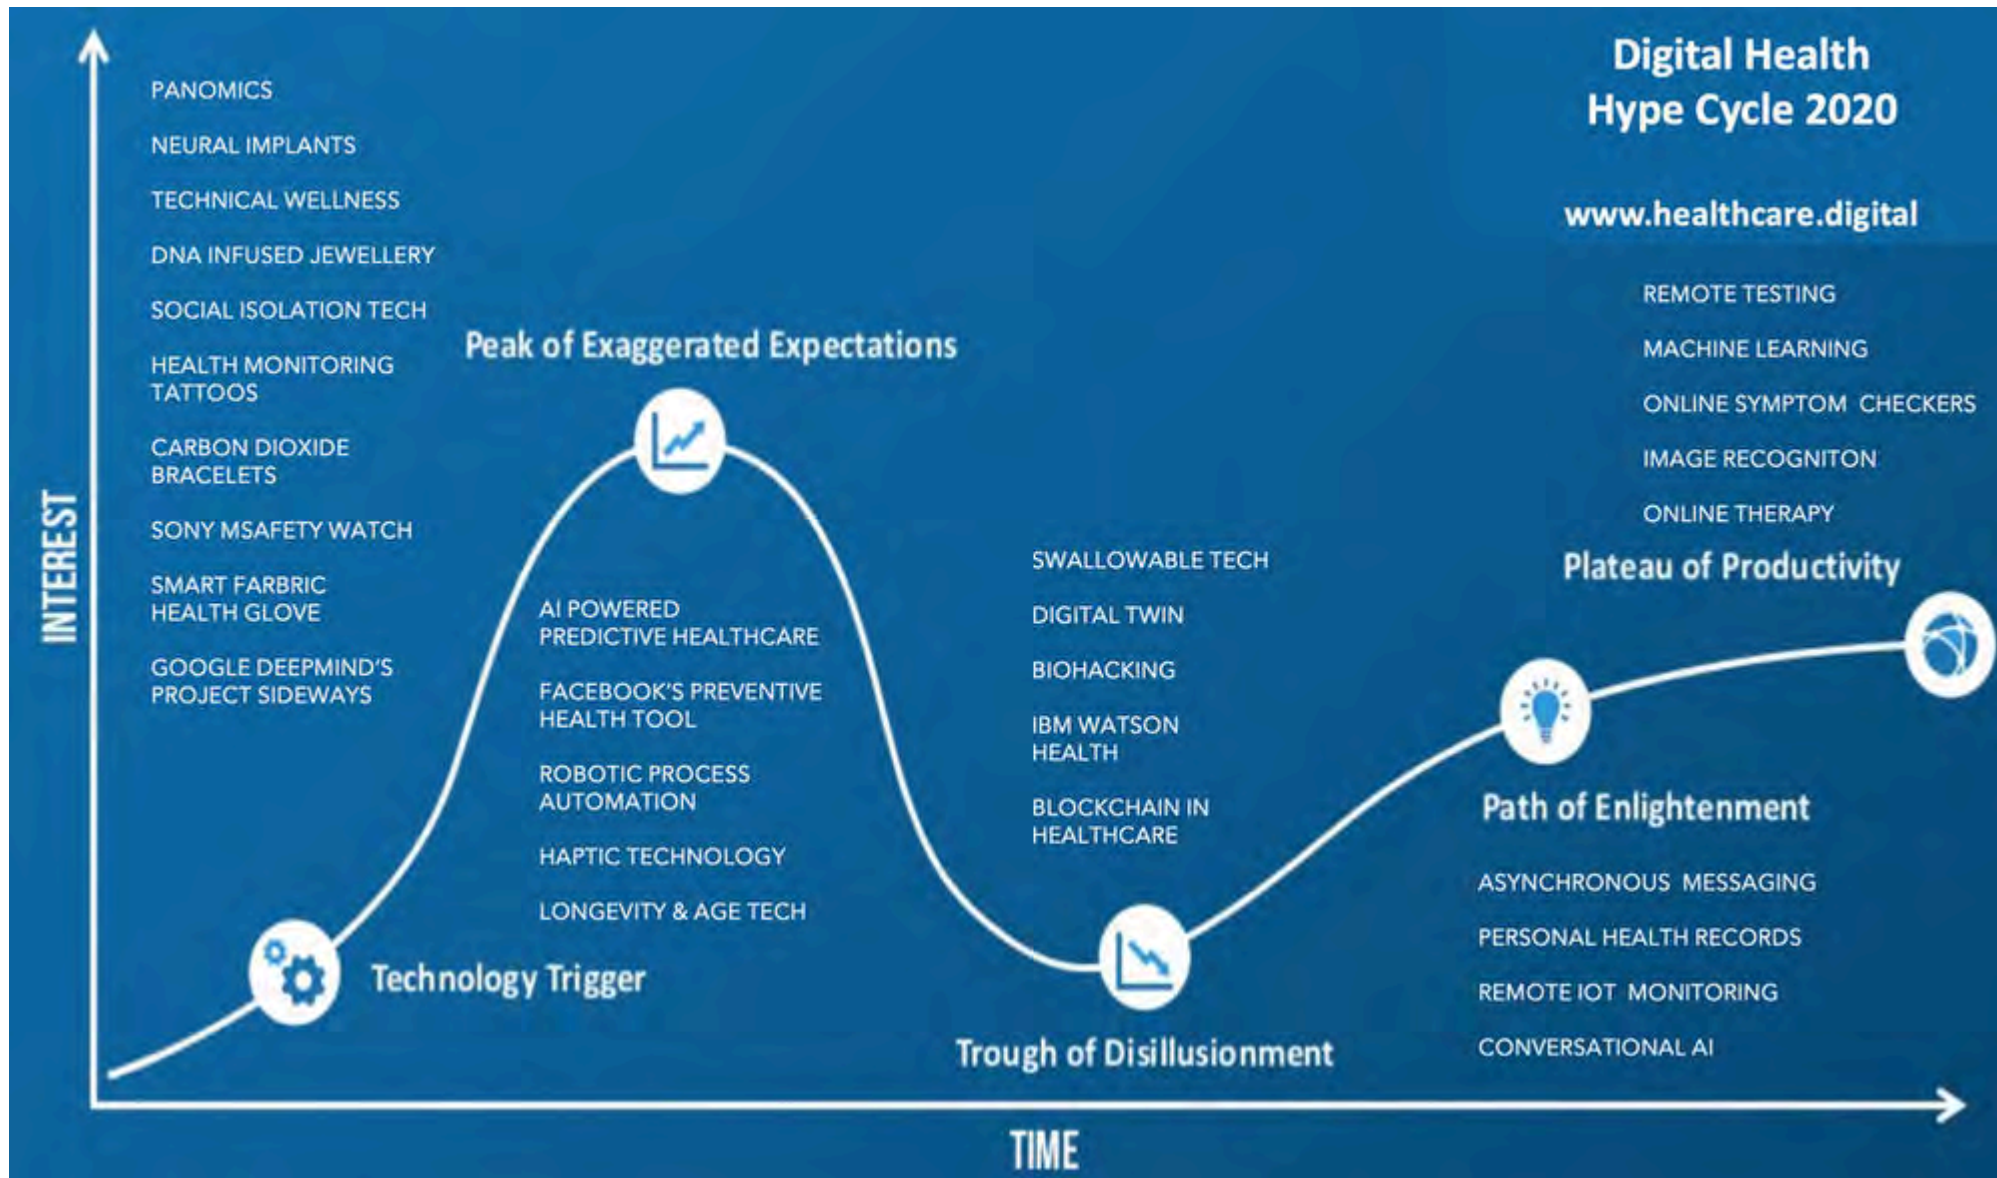 Digital Health
Hype Cycle 2020
www.healthcare.digital
INTEREST
PANOMICS
NEURAL IMPLANTS
TECHNICAL WELLNESS
DNA INFUSED JEWELLERY
SOCIAL ISOLATION TECH
HEALTH MONITORING
TATTOOS
CARBON DIOXIDE
BRACELETS
SONY MSAFETY WATCH
SMART FARBRIC
HEALTH GLOVE
GOOGLE DEEPMIND'S
PROJECT SIDEWAYS
Technology Trigger
Peak of Exaggerated Expectations
AI POWERED
PREDICTIVE HEALTHCARE
FACEBOOK'S PREVENTIVE
HEALTH TOOL
ROBOTIC PROCESS
AUTOMATION
HAPTIC TECHNOLOGY
LONGEVITY & AGE TECH
SWALLOWABLE TECH
DIGITAL TWIN
BIOHACKING
IBM WATSON
HEALTH
BLOCKCHAIN IN
HEALTHCARE
Trough of Disillusionment
REMOTE TESTING
MACHINE LEARNING
ONLINE SYMPTOM CHECKERS
IMAGE RECOGNITON
ONLINE THERAPY
Plateau of Productivity
Path of Enlightenment
ASYNCHRONOUS MESSAGING
PERSONAL HEALTH RECORDS
REMOTE IOT MONITORING
CONVERSATIONAL AI
TIME